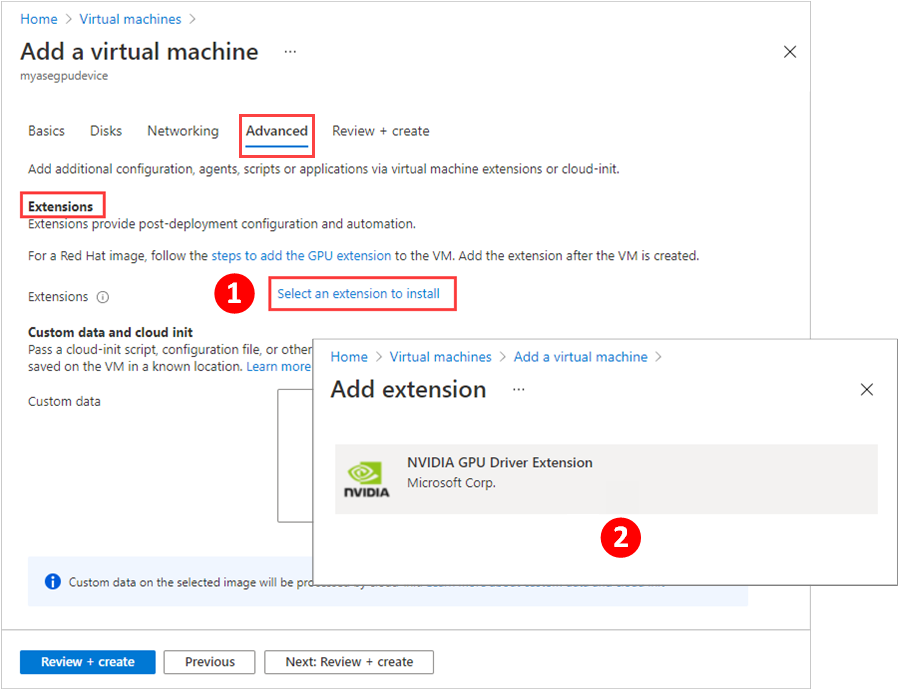 Home > Virtual machines >
Add a virtual machine ...
myasegpudevice
Basics Disks Networking Advanced Review + create
Add additional configuration, agents, scripts or applications via virtual machine extensions or cloud-init.
Extensions
Extensions provide post-deployment configuration and automation.
For a Red Hat image, follow the steps to add the GPU extension to the VM. Add the extension after the VM is created.
Extensions 1 Select an extension to install
Custom data and cloud init
Pass a cloud-init script, configuration file, or other
saved on the VM in a known location. Learn more
Custom data
Home > Virtual machines > Add a virtual machine >
Add extension ...
NVIDIA GPU Driver Extension
NVIDIA
Microsoft Corp.
2
Custom data on the selected image will be
Review + create Previous Next: Review + create